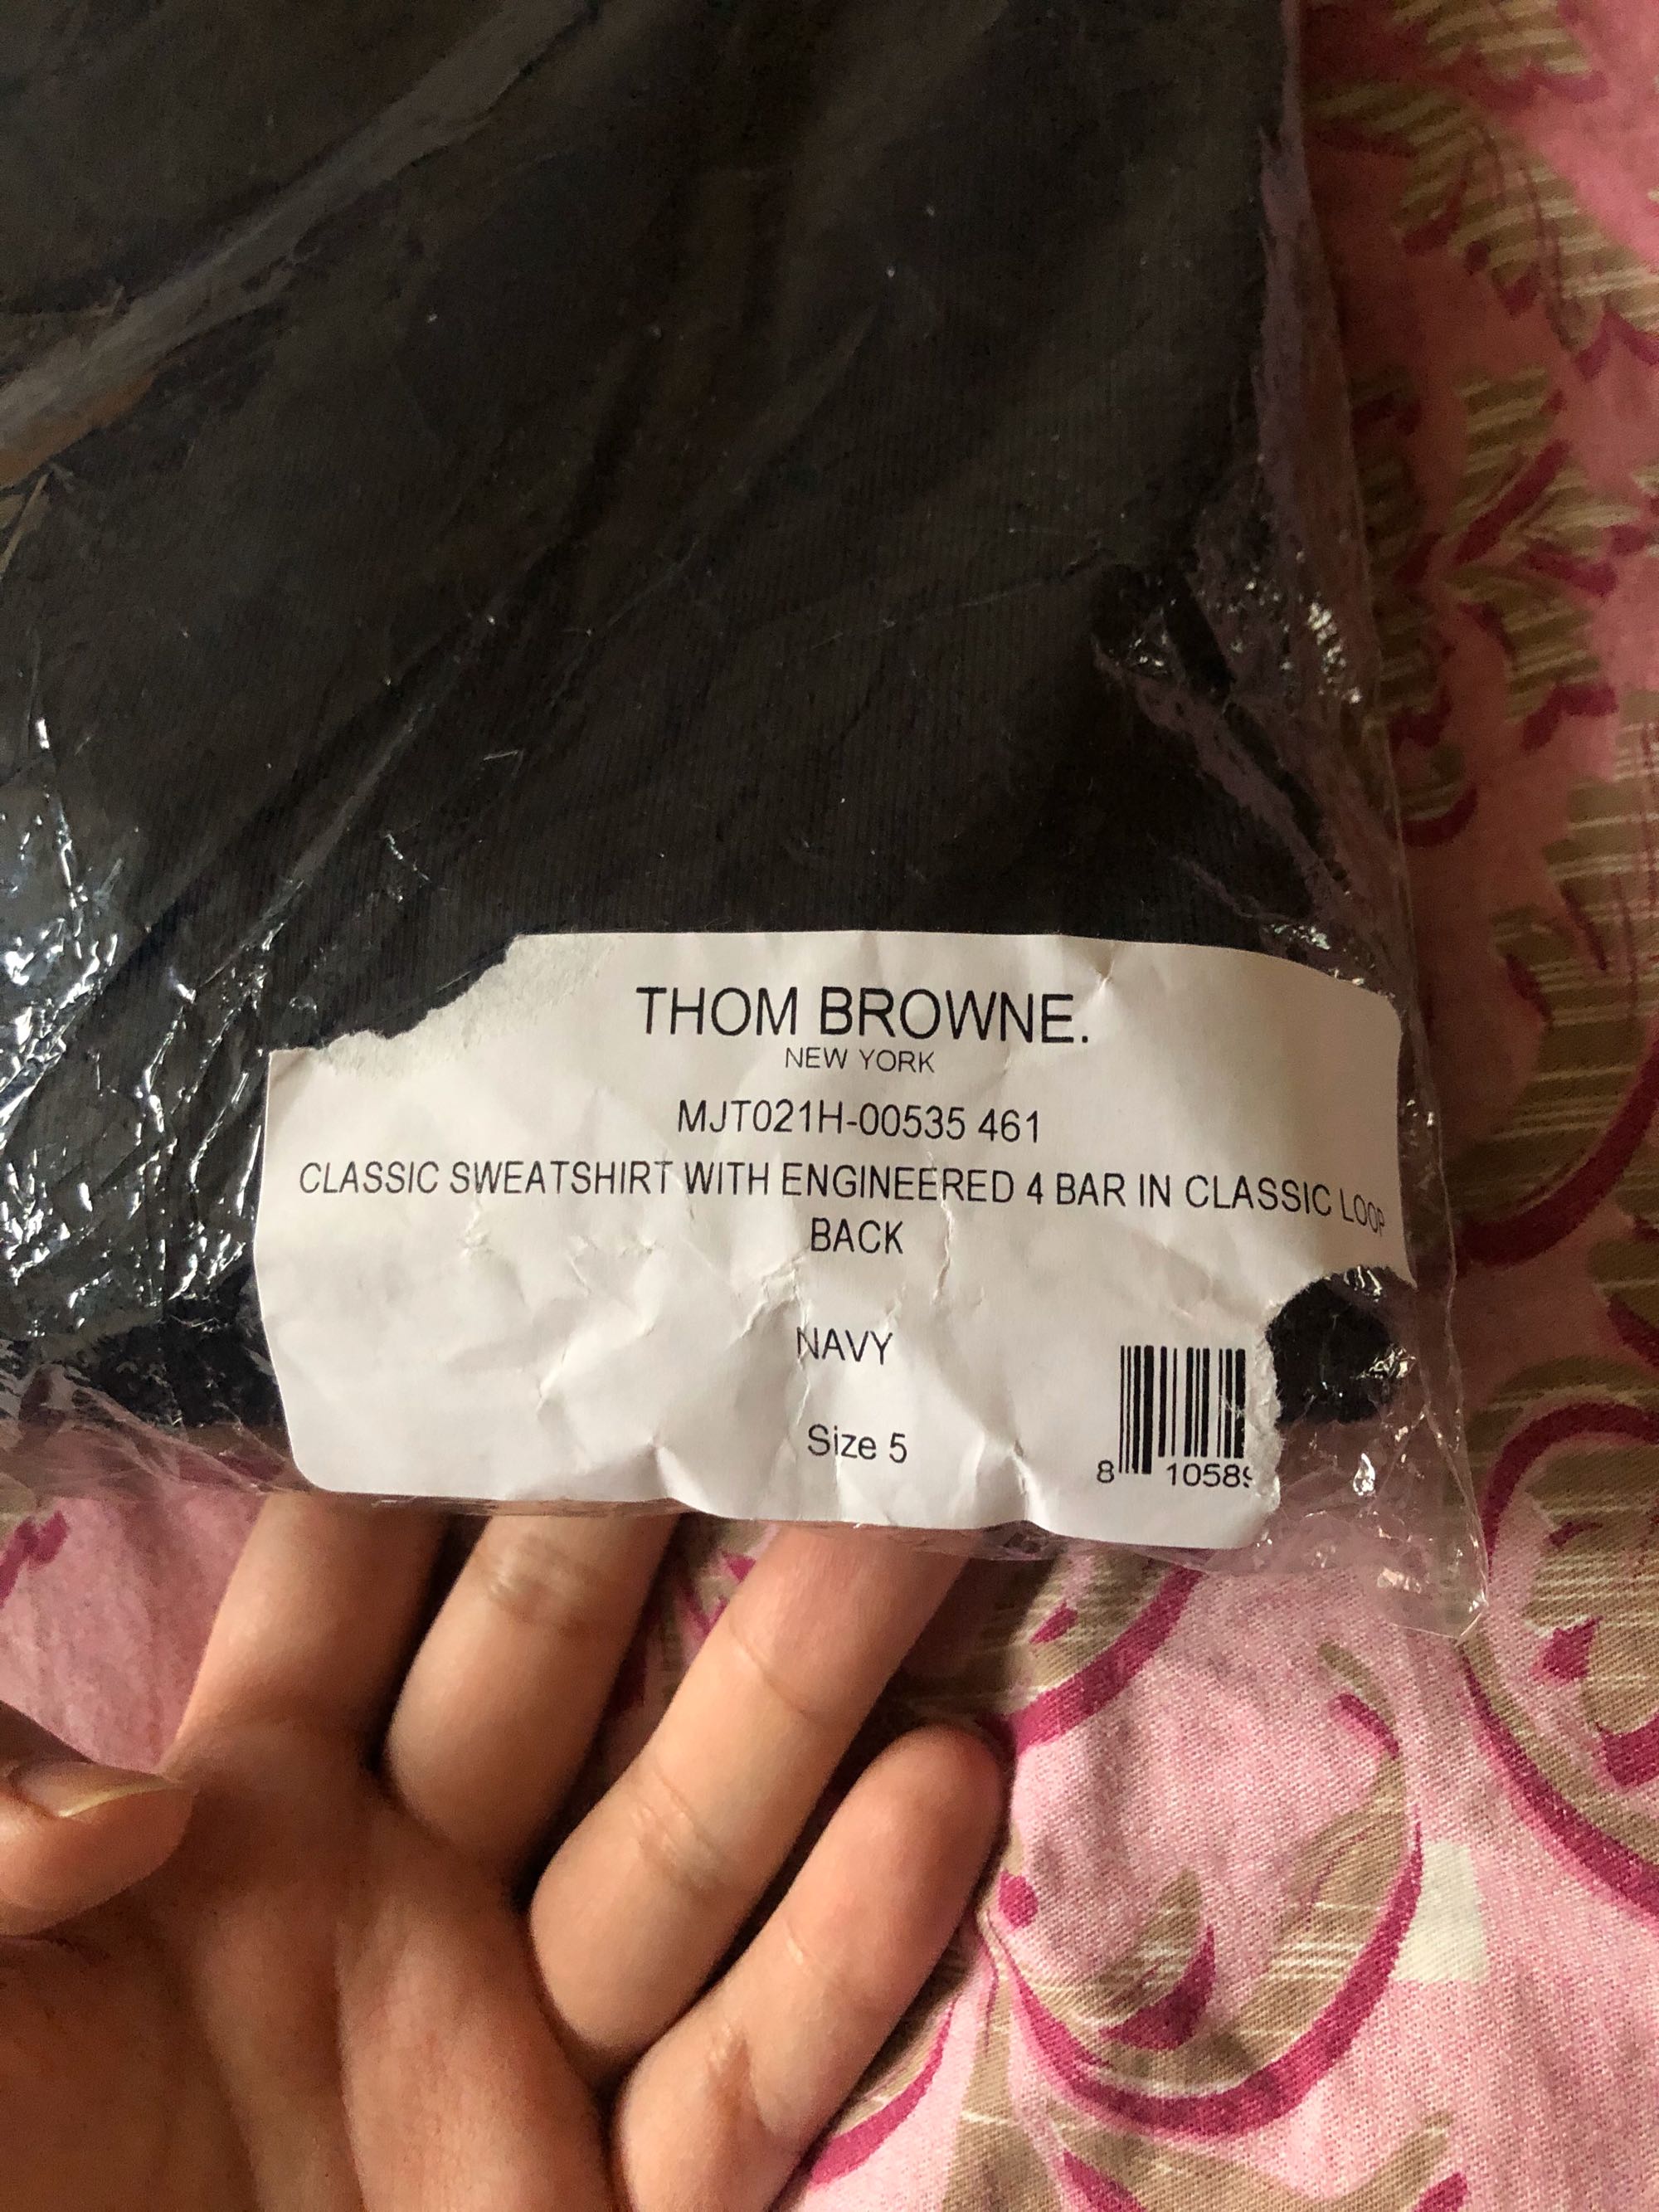 THOM BROWNE.
NEW YORK
MJT021H-00535 461
CLASSIC SWEATSHIRT WITH ENGINEERED 4 BAR IN CLASSIC LOOP
BACK
NAVY
Size 5
8 1058